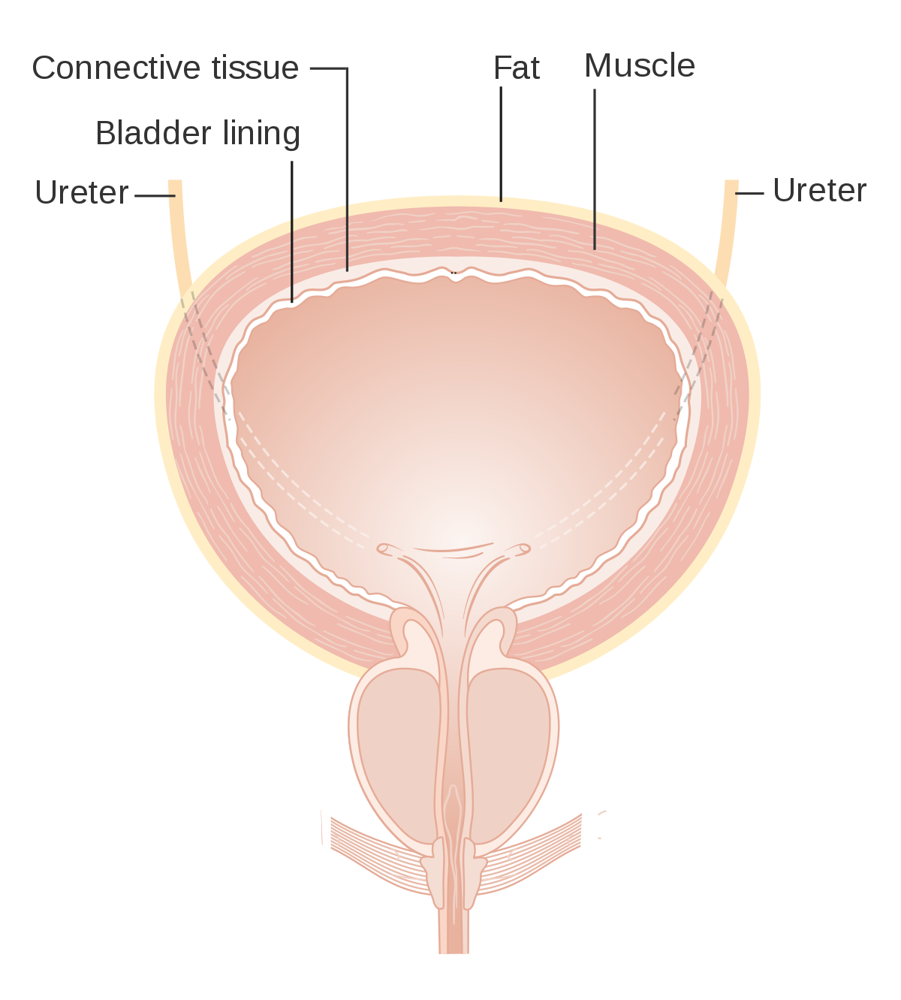 Connective tissue
Fat
Muscle
Bladder lining
Ureter
Ureter